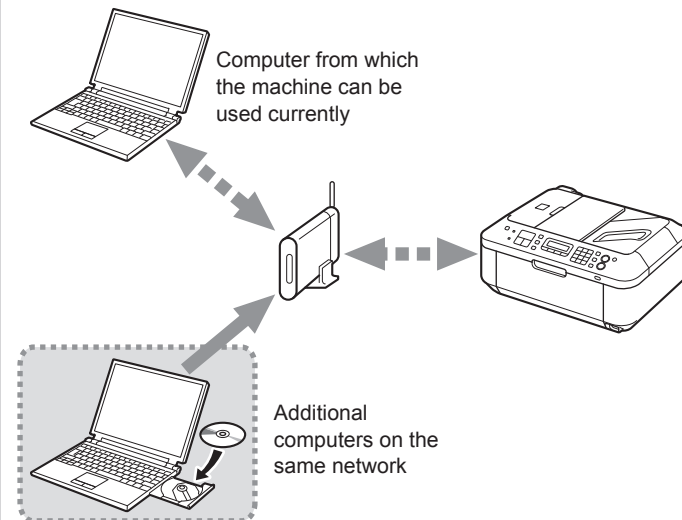 Computer from which
the machine can be
used currently
Additional
computers on the
same network